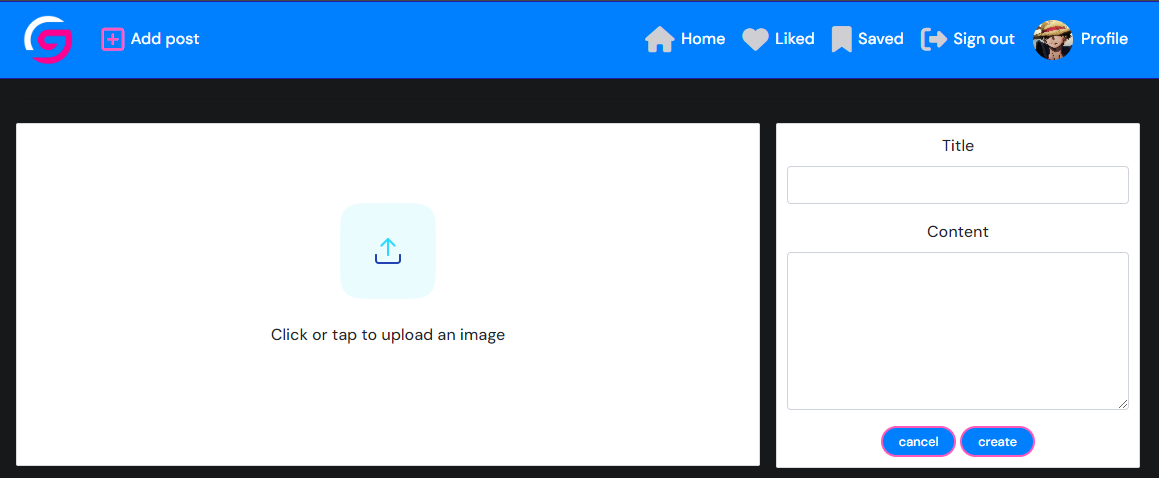 Add post
Home
Liked
Saved
Sign out
Profile
Click or tap to upload an image
Title
Content
cancel
create